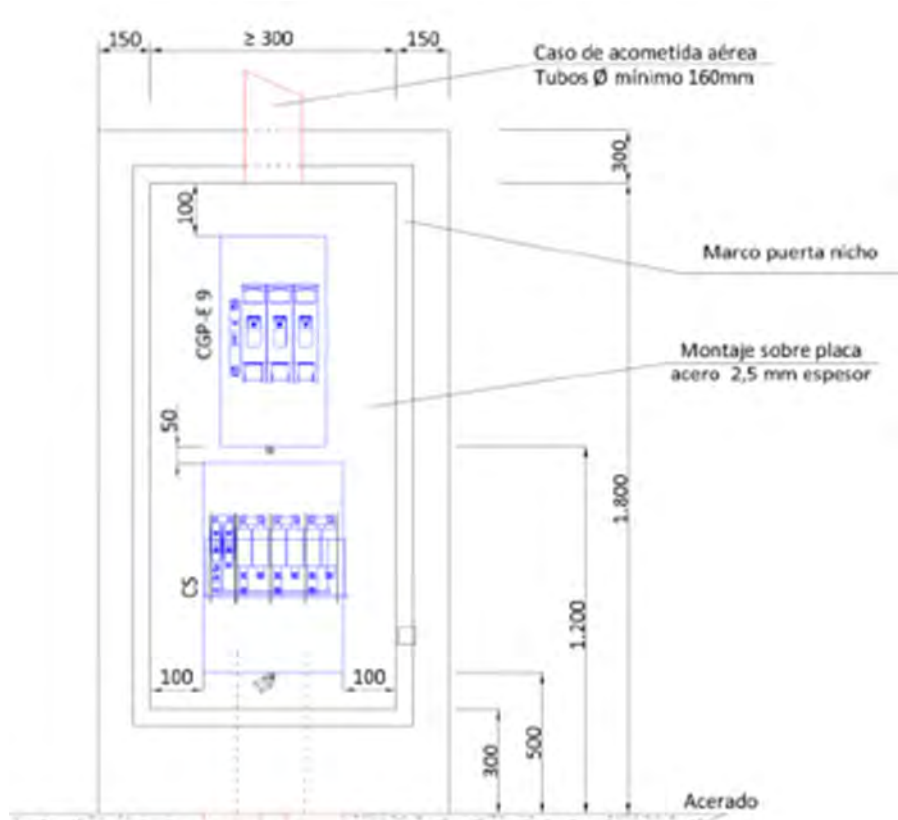 150
≥ 300
150
Caso de acometida aérea
Tubos Ø mínimo 160mm
300
100
Marco puerta nicho
CGP-E 9
Montaje sobre placa
acero 2,5 mm espesor
50
1.800
CS
1.200
100
100
300
500
Acerado